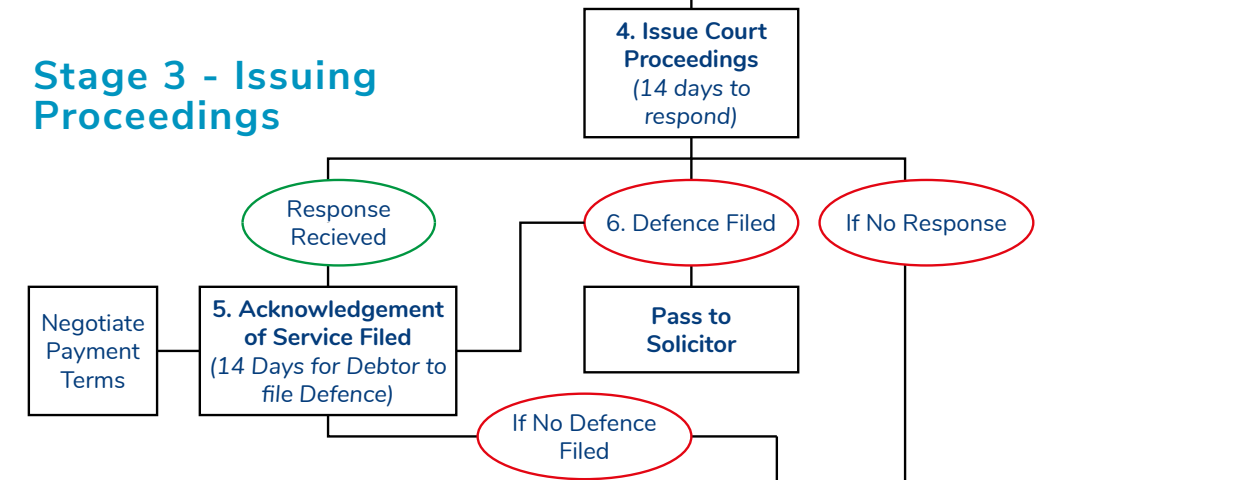 Stage 3 - Issuing
Proceedings
4. Issue Court
Proceedings
(14 days to
respond)
Response
Recieved
6. Defence Filed
If No Response
Negotiate
Payment
Terms
5. Acknowledgement
of Service Filed
(14 Days for Debtor to
file Defence)
Pass to
Solicitor
If No Defence
Filed